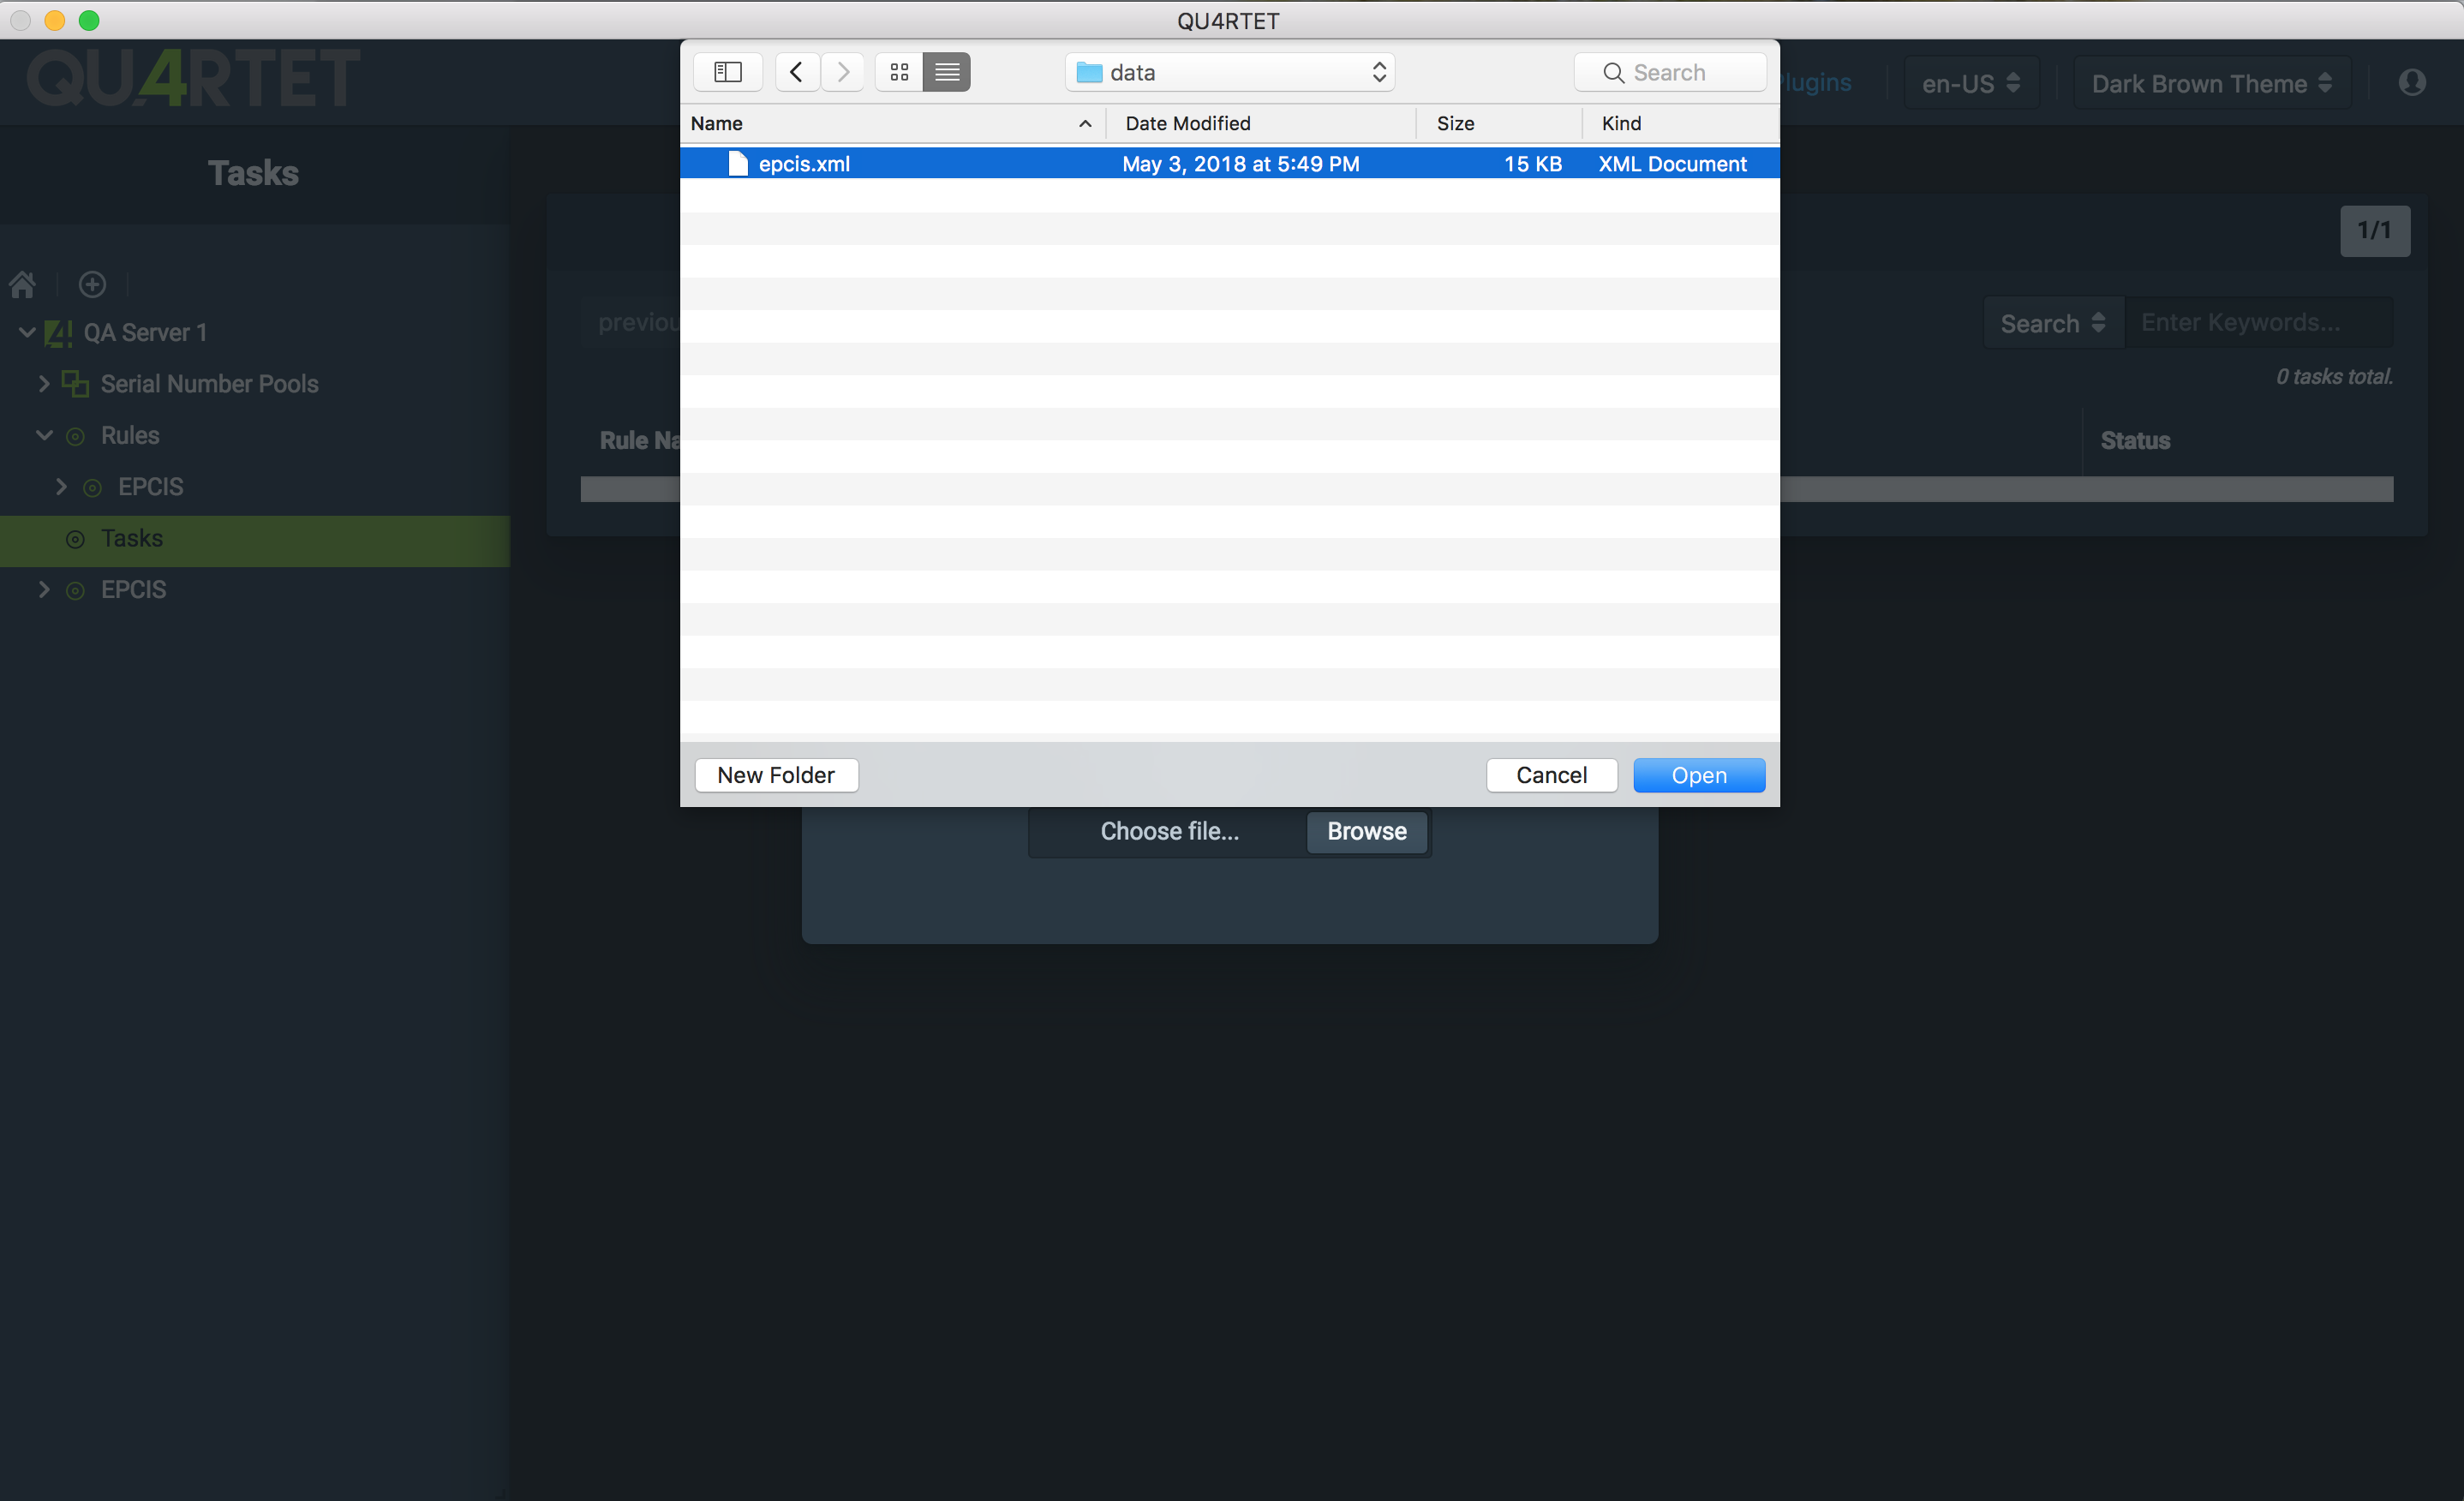 QU4RTET
QU4RTET
data
Search
Plugins
en-US
Dark Brown Theme
Name
Date Modified
Size
Kind
epcis.xml
May 3, 2018 at 5:49 PM
15 KB
XML Document
Tasks
1/1
QA Server 1
previou
Search
Enter Keywords...
Serial Number Pools
0 tasks total.
Rules
Rule Na
Status
EPCIS
Tasks
EPCIS
New Folder
Cancel
Open
Choose file...
Browse